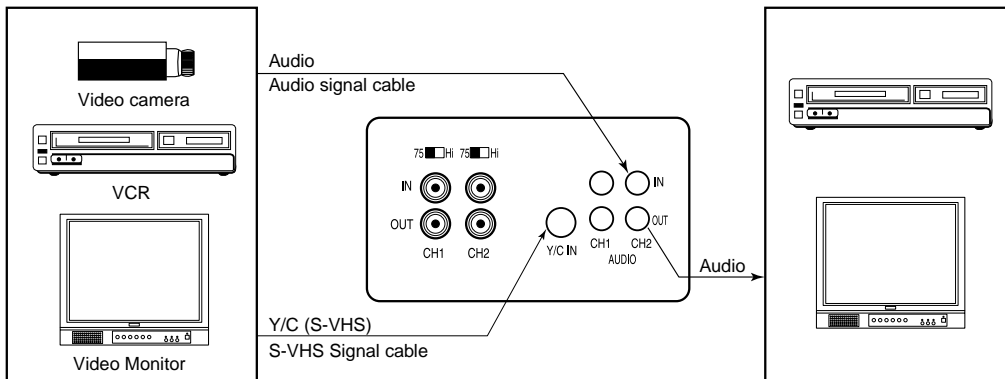 Video camera
VCR
Video Monitor
Audio
Audio signal cable
Y/C (S-VHS)
S-VHS Signal cable
75 Hi 75 Hi
IN
OUT
CH1 CH2
Y/C IN
IN
OUT
CH1 CH2
AUDIO
Audio